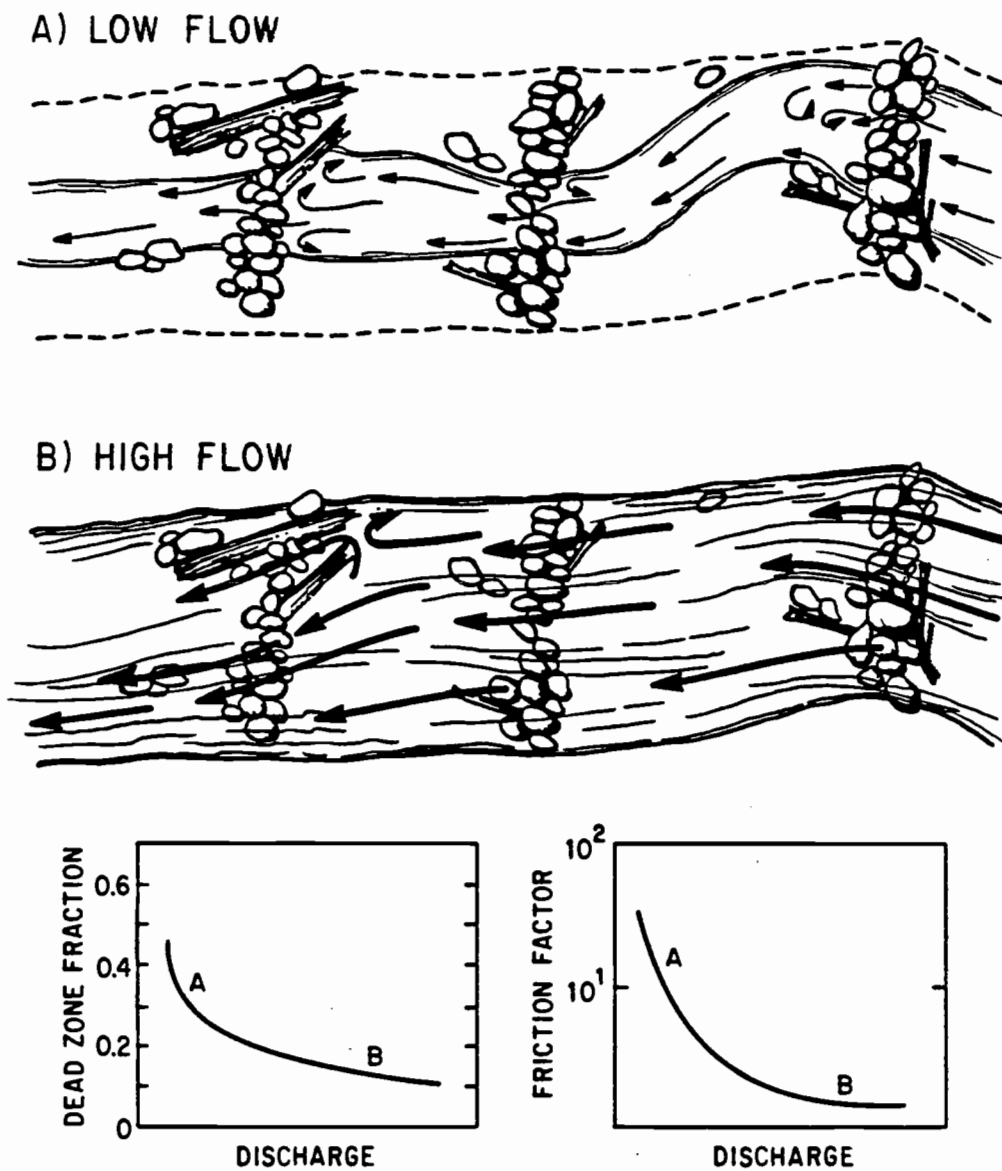 A) LOW FLOW
B) HIGH FLOW
DEAD ZONE FRACTION
0.6
0.4
0.2
0
A
B
DISCHARGE
FRICTION FACTOR
10²
10¹
A
B
DISCHARGE